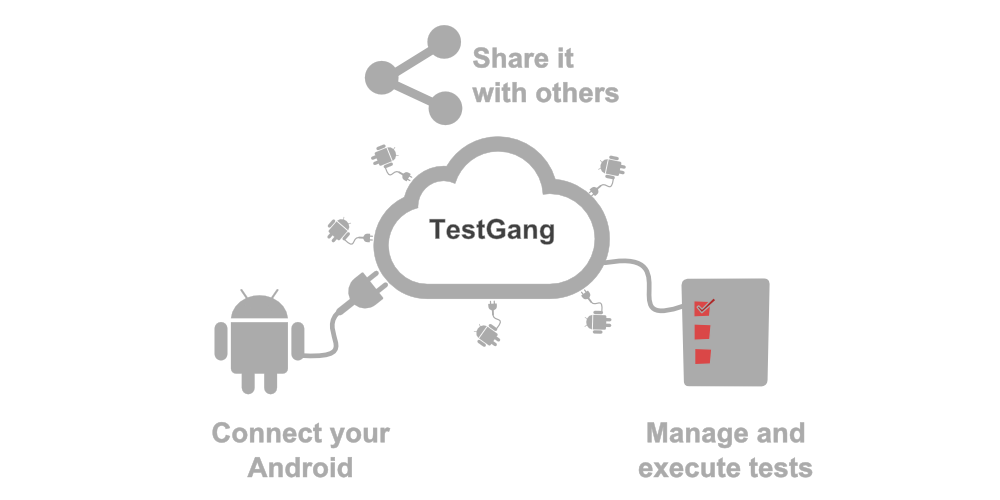 Share it
with others
TestGang
Connect your
Android
Manage and
execute tests